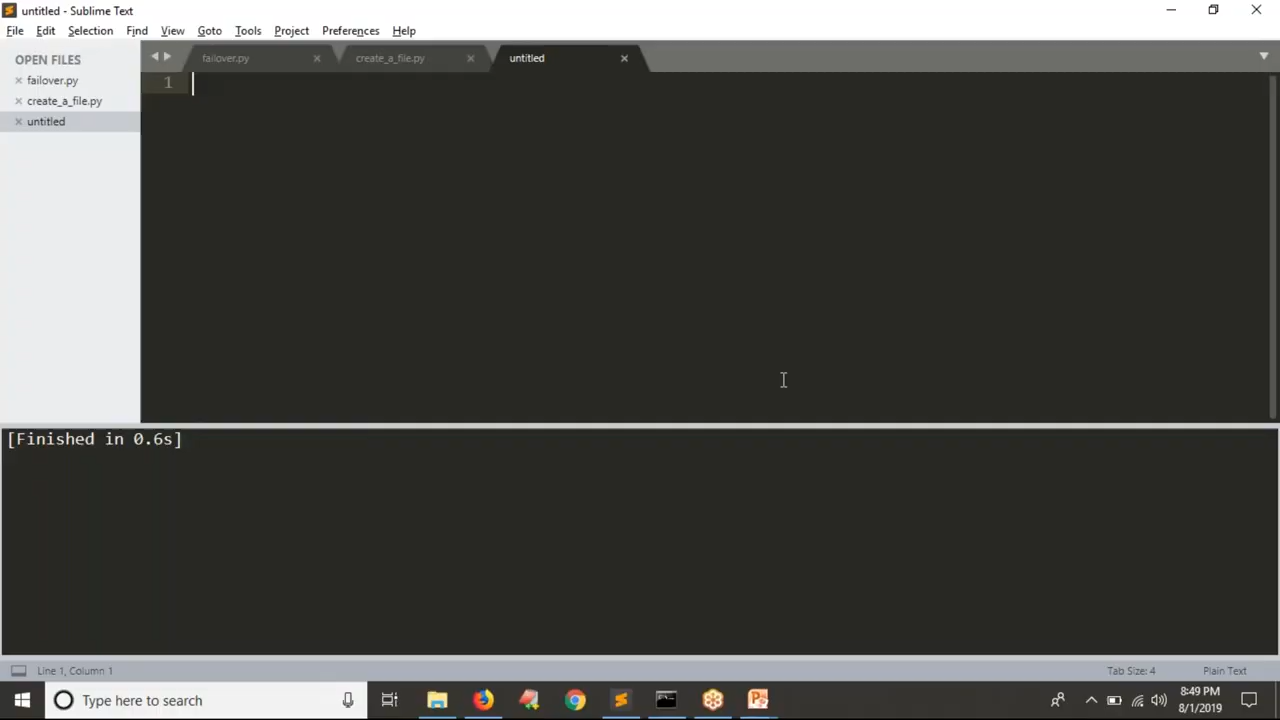 untitled - Sublime Text
File Edit Selection Find View Goto Tools Project Preferences Help
OPEN FILES
failover.py
create_a_file.py
untitled
failover.py
create_a_file.py
untitled
1
[Finished in 0.6s]
Line 1, Column 1
Tab Size: 4
Plain Text
Type here to search
8:49 PM
8/1/2019